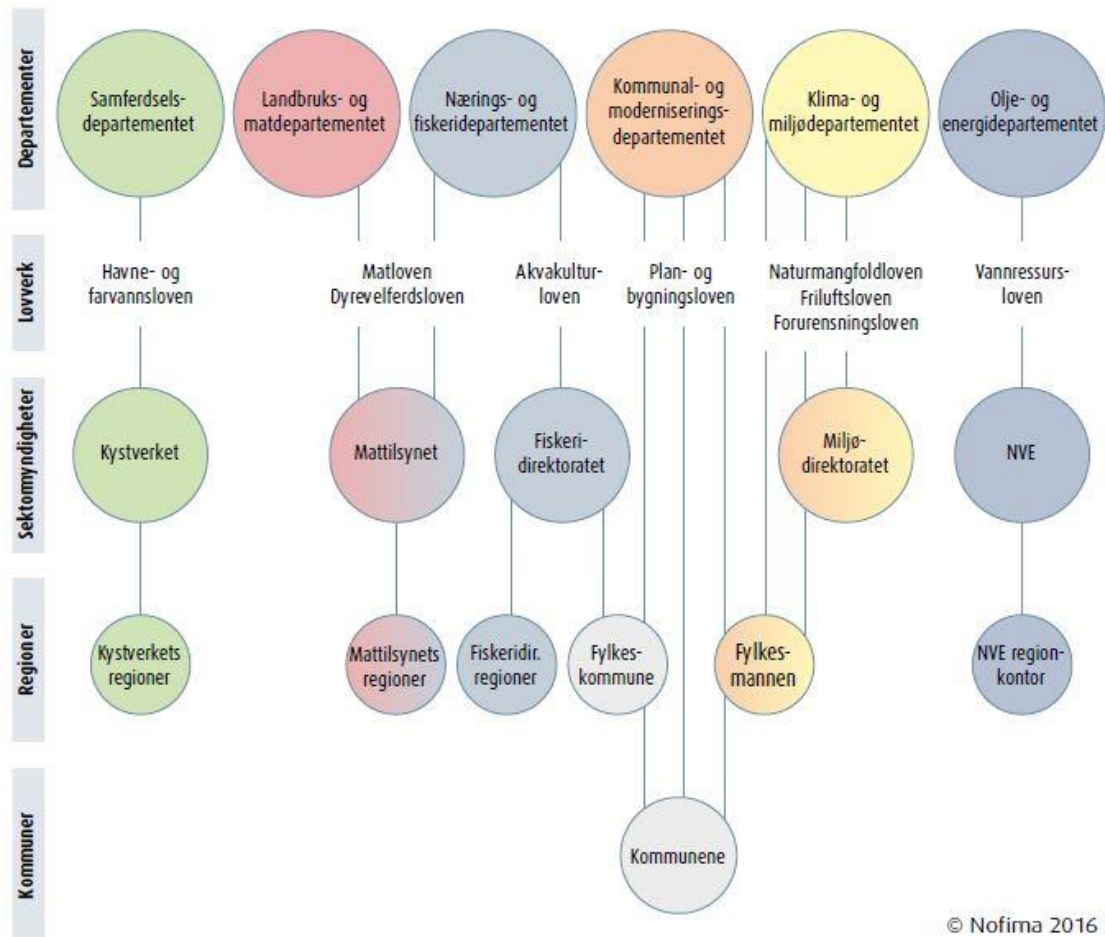 Departementer
Samferdsels-
departementet
Landbruks- og
matdepartementet
Nærings- og
fiskeridepartementet
Kommunal- og
moderniserings-
departementet
Klima- og
miljødepartementet
Olje- og
energidepartementet
Lovverk
Havne- og
farvannsloven
Matloven
Dyrevelferdsloven
Akvakultur-
loven
Plan- og
bygningsloven
Naturmangfoldloven
Friluftsloven
Forurensningsloven
Vannressurs-
loven
Sektormyndigheter
Kystverket
Mattilsynet
Fiskeri-
direktoratet
Miljø-
direktoratet
NVE
Regioner
Kystverkets
regioner
Mattilsynets
regioner
Fiskeridir.
regioner
Fylkes-
kommune
Fylkes-
mannen
NVE region-
kontor
Kommuner
Kommunene
© Nofima 2016